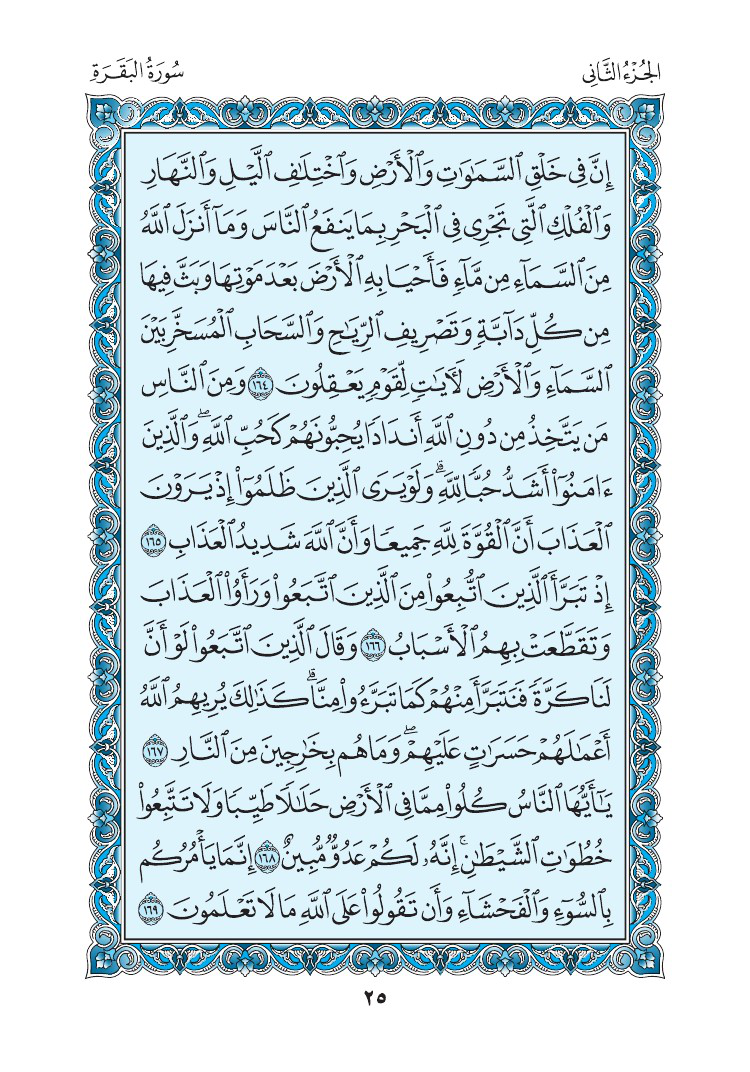 الجُزْءُ الثَّانِي
سُورَةُ البَقَرَةِ
إِنَّ فِي خَلْقِ ٱلسَّمَٰوَٰتِ وَٱلْأَرْضِ وَٱخْتِلَٰفِ ٱلَّيْلِ وَٱلنَّهَارِ
وَٱلْفُلْكِ ٱلَّتِي تَجْرِي فِي ٱلْبَحْرِ بِمَا يَنفَعُ ٱلنَّاسَ وَمَآ أَنزَلَ ٱللَّهُ
مِنَ ٱلسَّمَآءِ مِن مَّآءٍ فَأَحْيَا بِهِ ٱلْأَرْضَ بَعْدَ مَوْتِهَا وَبَثَّ فِيهَا
مِن كُلِّ دَآبَّةٍ وَتَصْرِيفِ ٱلرِّيَٰحِ وَٱلسَّحَابِ ٱلْمُسَخَّرِ بَيْنَ
ٱلسَّمَآءِ وَٱلْأَرْضِ لَأٓيَٰتٍ لِّقَوْمٍ يَعْقِلُونَ ١٦٤ وَمِنَ ٱلنَّاسِ
مَن يَتَّخِذُ مِن دُونِ ٱللَّهِ أَندَادًا يُحِبُّونَهُمْ كَحُبِّ ٱللَّهِۖ وَٱلَّذِينَ
ءَامَنُوٓا۟ أَشَدُّ حُبًّا لِّلَّهِۗ وَلَوْ يَرَى ٱلَّذِينَ ظَلَمُوٓا۟ إِذْ يَرَوْنَ
ٱلْعَذَابَ أَنَّ ٱلْقُوَّةَ لِلَّهِ جَمِيعًا وَأَنَّ ٱللَّهَ شَدِيدُ ٱلْعَذَابِ ١٦٥
إِذْ تَبَرَّأَ ٱلَّذِينَ ٱتُّبِعُوا۟ مِنَ ٱلَّذِينَ ٱتَّبَعُوا۟ وَرَأَوُا۟ ٱلْعَذَابَ
وَتَقَطَّعَتْ بِهِمُ ٱلْأَسْبَابُ ١٦٦ وَقَالَ ٱلَّذِينَ ٱتَّبَعُوا۟ لَوْ أَنَّ
لَنَا كَرَّةً فَنَتَبَرَّأَ مِنْهُمْ كَمَا تَبَرَّءُوا۟ مِنَّاۗ كَذَٰلِكَ يُرِيهِمُ ٱللَّهُ
أَعْمَٰلَهُمْ حَسَرَٰتٍ عَلَيْهِمْۖ وَمَا هُم بِخَٰرِجِينَ مِنَ ٱلنَّارِ ١٦٧
يَٰٓأَيُّهَا ٱلنَّاسُ كُلُوا۟ مِمَّا فِي ٱلْأَرْضِ حَلَٰلًا طَيِّبًا وَلَا تَتَّبِعُوا۟
خُطُوَٰتِ ٱلشَّيْطَٰنِۚ إِنَّهُۥ لَكُمْ عَدُوٌّ مُّبِينٌ ١٦٨ إِنَّمَا يَأْمُرُكُم
بِٱلسُّوٓءِ وَٱلْفَحْشَآءِ وَأَن تَقُولُوا۟ عَلَى ٱللَّهِ مَا لَا تَعْلَمُونَ ١٦٩
٢٥